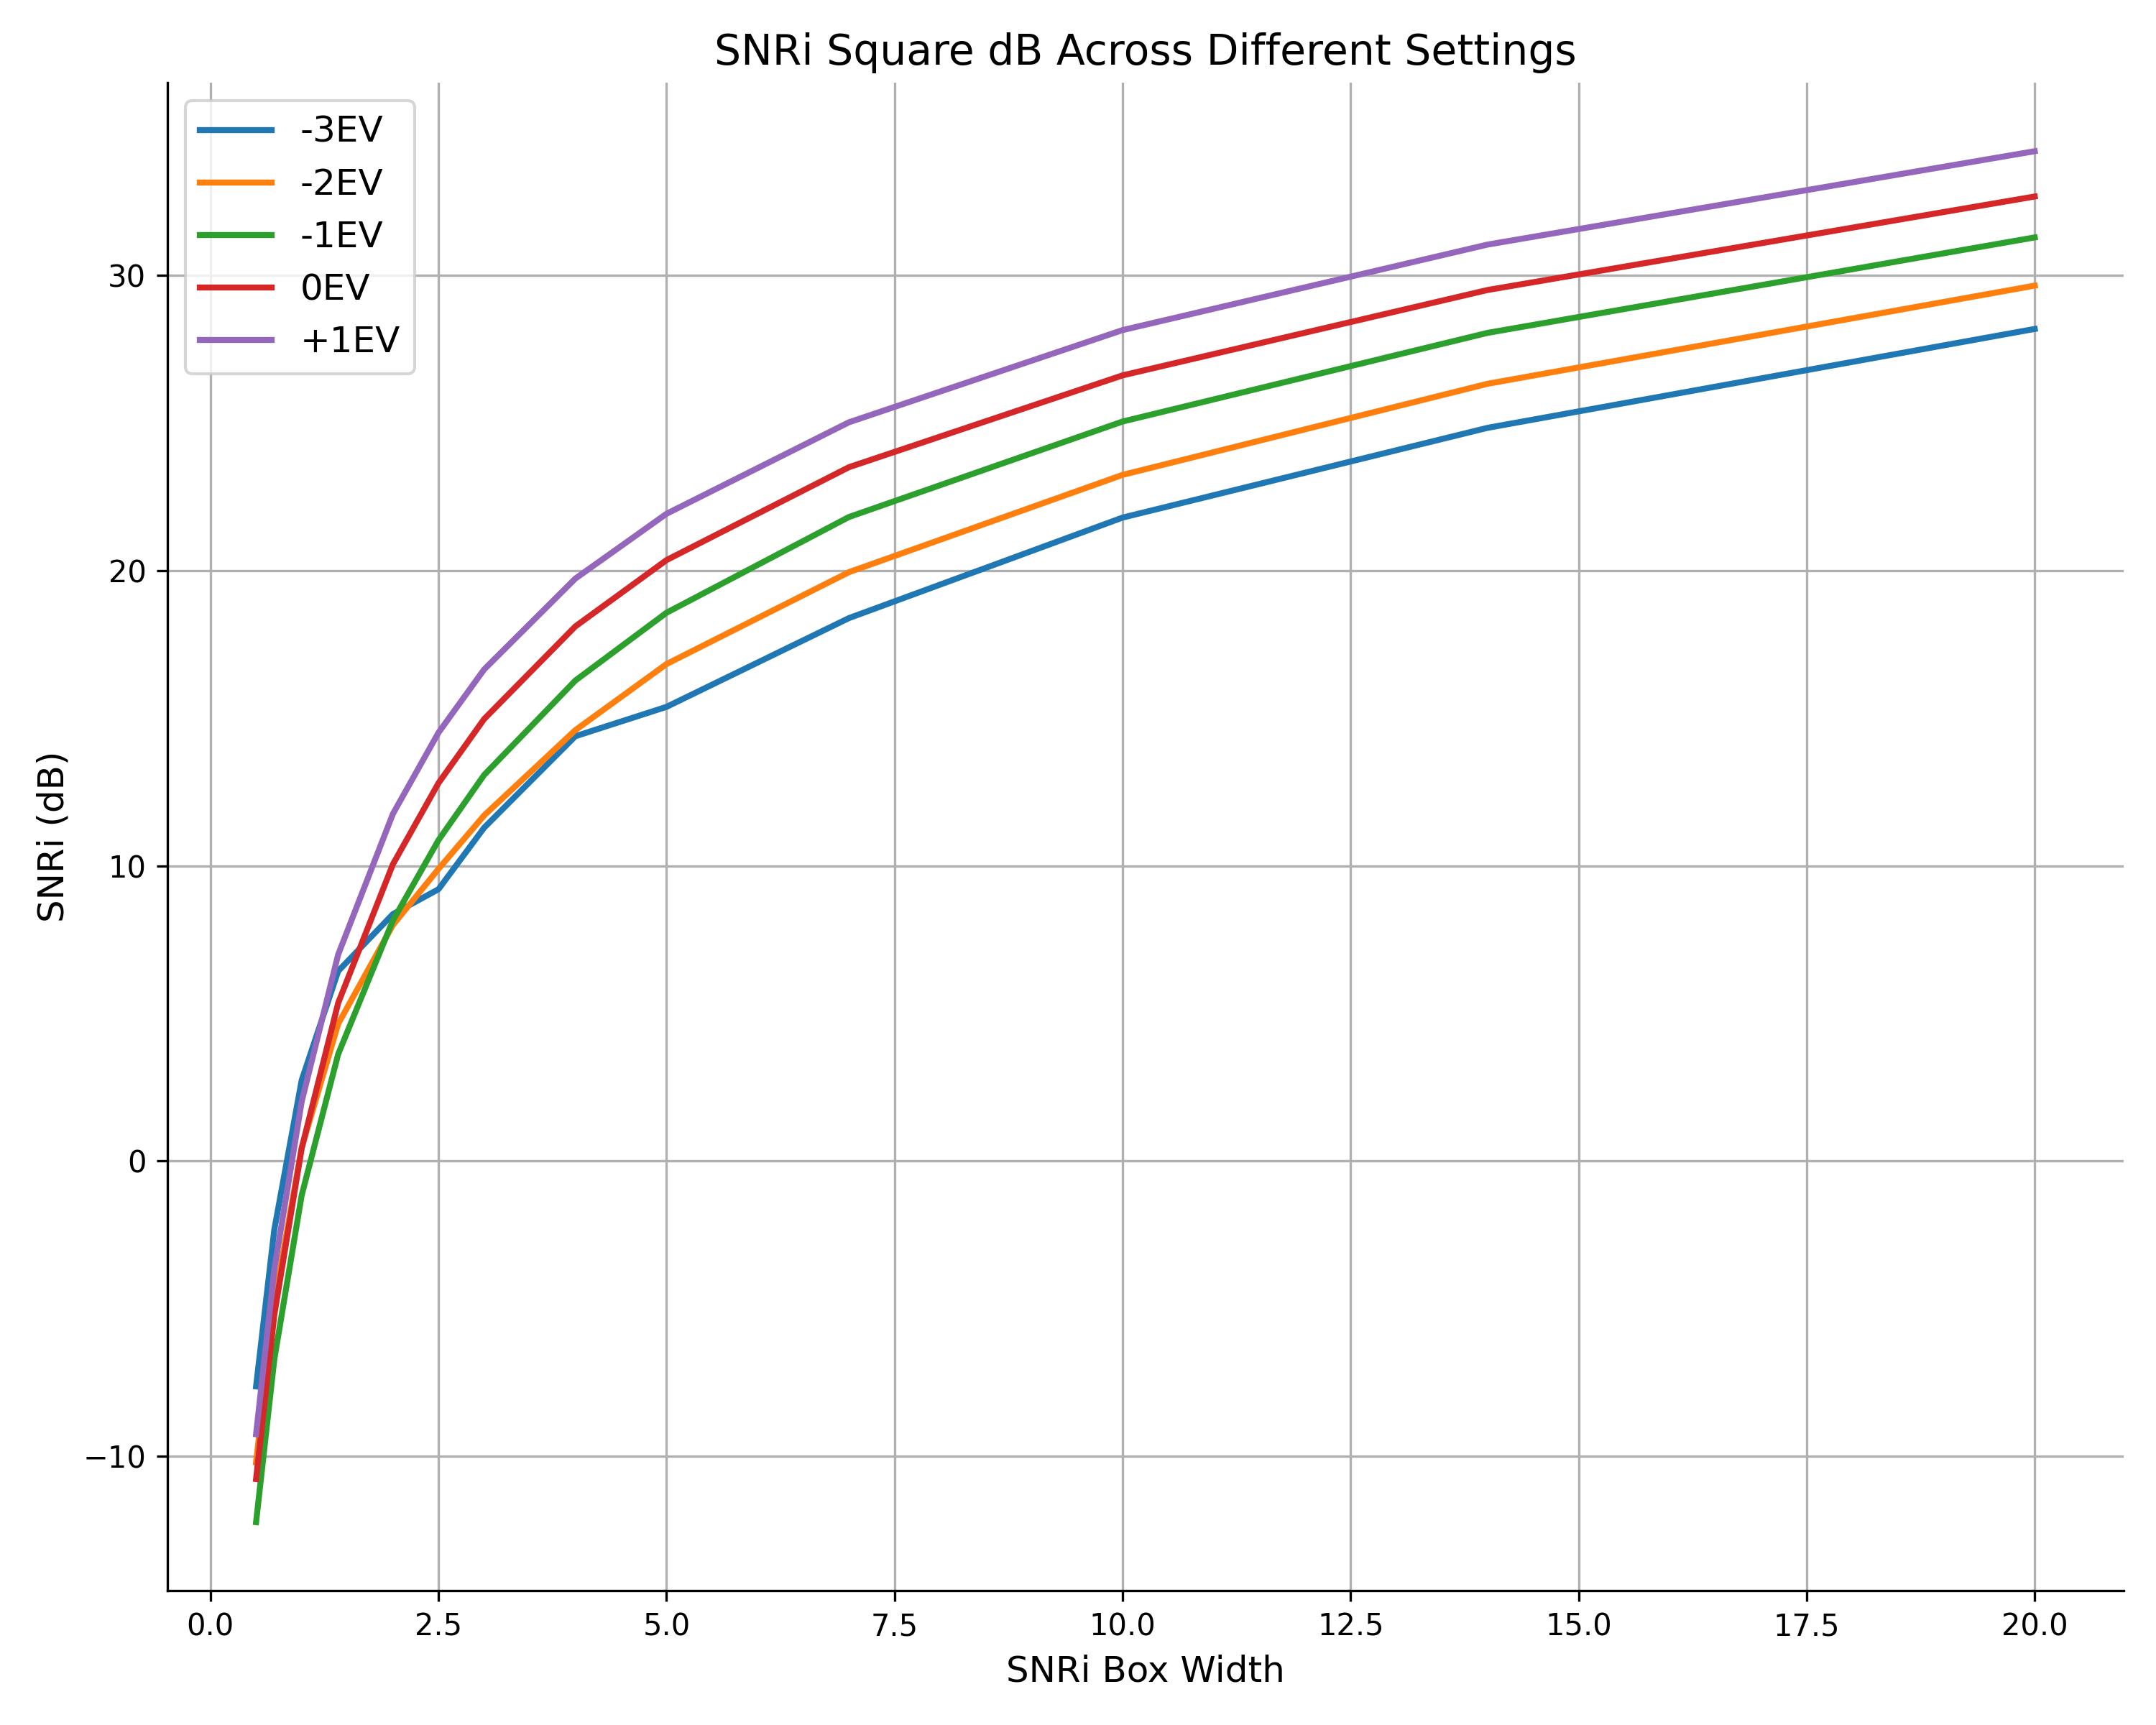 SNRi Square dB Across Different Settings
-3EV
-2EV
-1EV
0EV
+1EV
SNRi (dB)
30
20
10
0
−10
0.0 2.5 5.0 7.5 10.0 12.5 15.0 17.5 20.0
SNRi Box Width